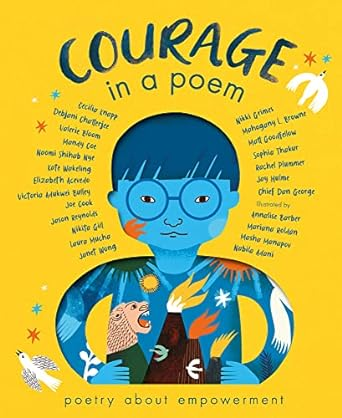 COURAGE
in a poem
Cecilia Knapp
Debjani Chatterjee
Valerie Bloom
Mandy Coe
Naomi Shihab Nye
Kate Wakeling
Elizabeth Acevedo
Victoria Adukwei Bulley
Joe Cook
Jason Reynolds
Nikita Gill
Laura Mucha
Janet Wong
Nikki Grimes
Mahogany L. Browne
Matt Goodfellow
Sophia Thakur
Rachel Plummer
Jay Hulme
Chief Dan George
illustrated by
Annalise Barber
Mariana Roldán
Masha Manapov
Nabila Adani
poetry about empowerment